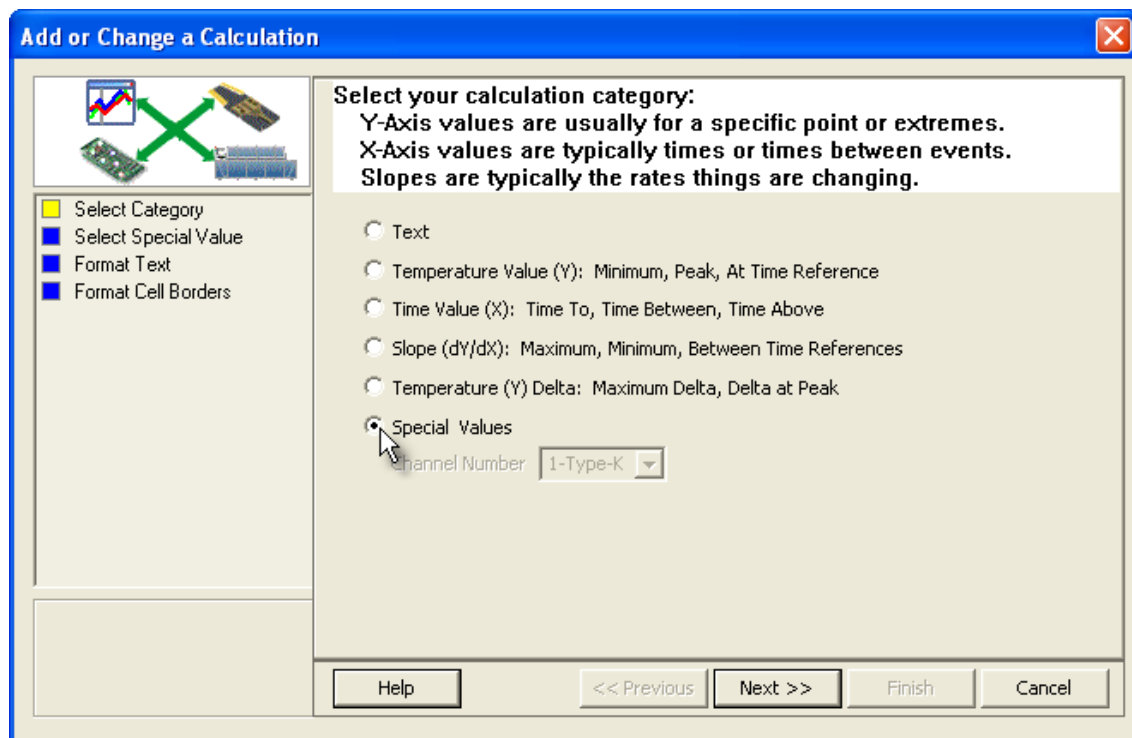 Add or Change a Calculation
Select your calculation category:
Y-Axis values are usually for a specific point or extremes.
X-Axis values are typically times or times between events.
Slopes are typically the rates things are changing.
Select Category
Select Special Value
Format Text
Format Cell Borders
Text
Temperature Value (Y): Minimum, Peak, At Time Reference
Time Value (X): Time To, Time Between, Time Above
Slope (dY/dX): Maximum, Minimum, Between Time References
Temperature (Y) Delta: Maximum Delta, Delta at Peak
Special Values
Channel Number 1-Type-K
Help << Previous Next >> Finish Cancel